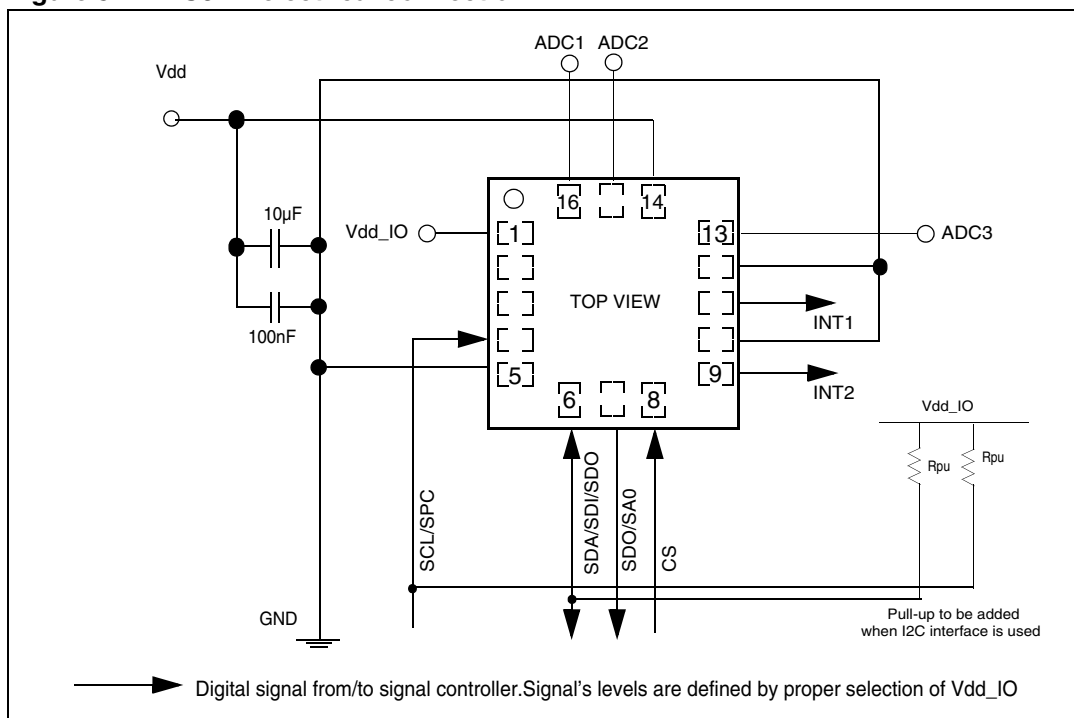 ADC1 ADC2
Vdd
16 14
10µF
Vdd_IO 1 13 ADC3
TOP VIEW
INT1
100nF
5 9
6 8
INT2
Vdd_IO
Rpu Rpu
SCL/SPC
SDA/SDI/SDO
SDO/SA0
CS
GND
Pull-up to be added
when I2C interface is used
Digital signal from/to signal controller.Signal's levels are defined by proper selection of Vdd_IO